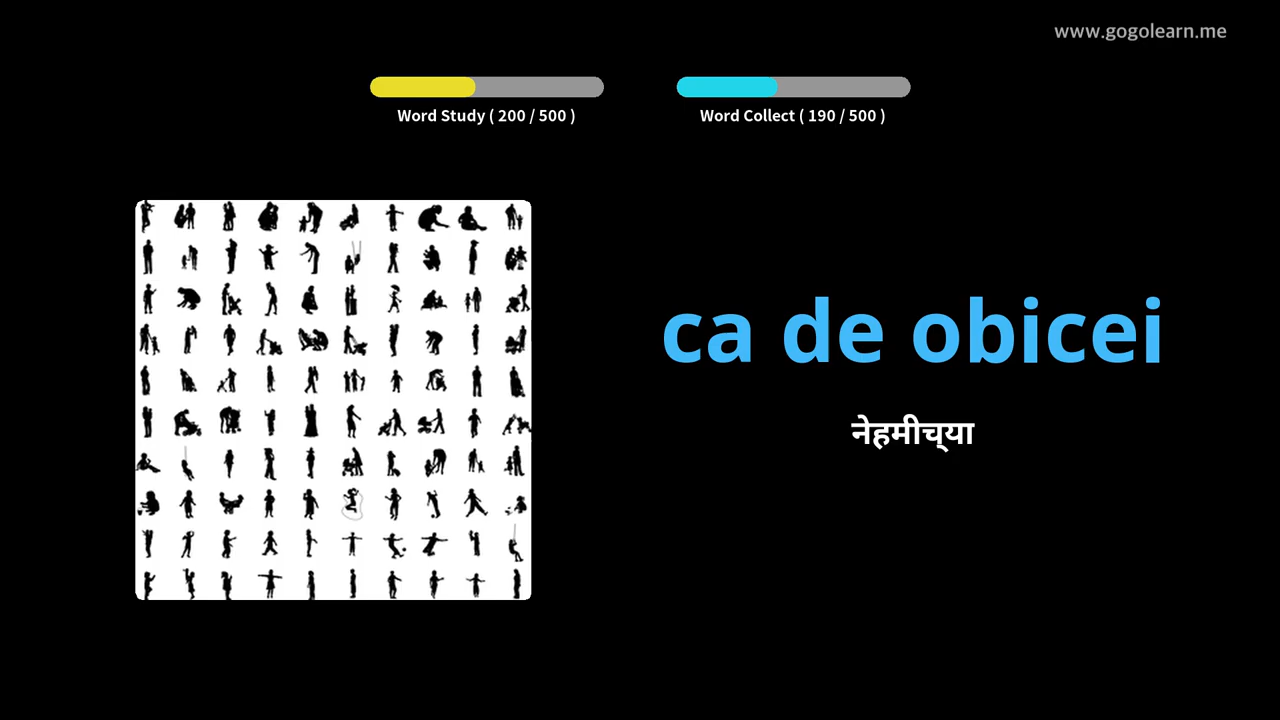 www.gogolearn.me
Word Study ( 200 / 500 )
Word Collect ( 190 / 500 )
ca de obicei
नेहमीच्या